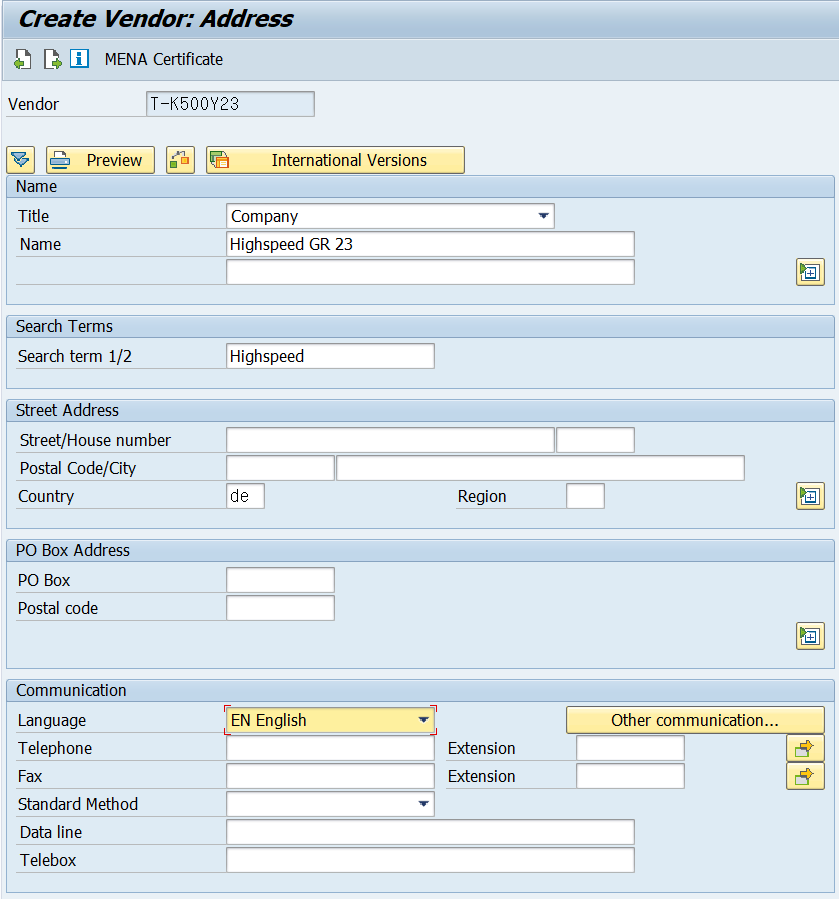 Create Vendor: Address
MENA Certificate
Vendor T-K500Y23
Preview International Versions
Name
Title Company
Name Highspeed GR 23
Search Terms
Search term 1/2 Highspeed
Street Address
Street/House number
Postal Code/City
Country de Region
PO Box Address
PO Box
Postal code
Communication
Language EN English Other communication...
Telephone Extension
Fax Extension
Standard Method
Data line
Telebox